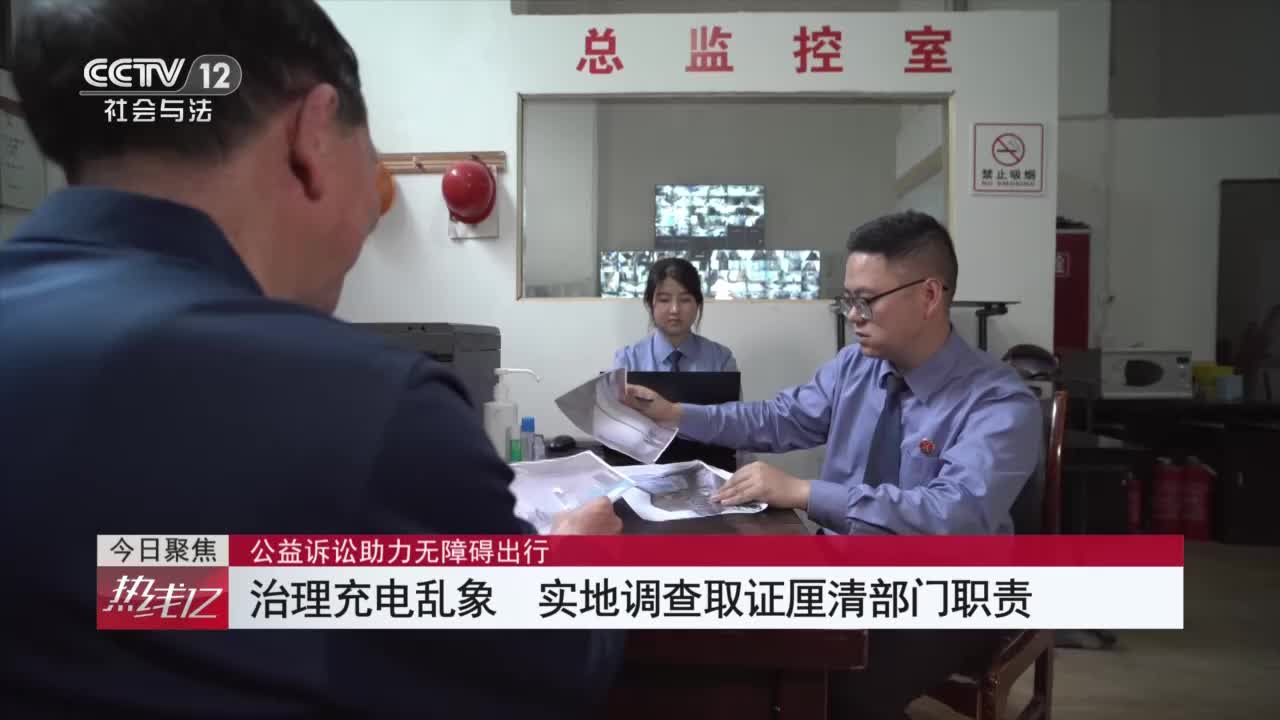 总监控室
CCTV 12
社会与法
禁止吸烟
NO SMOKING
今日聚焦
公益诉讼助力无障碍出行
热线12
治理充电乱象 实地调查取证厘清部门职责